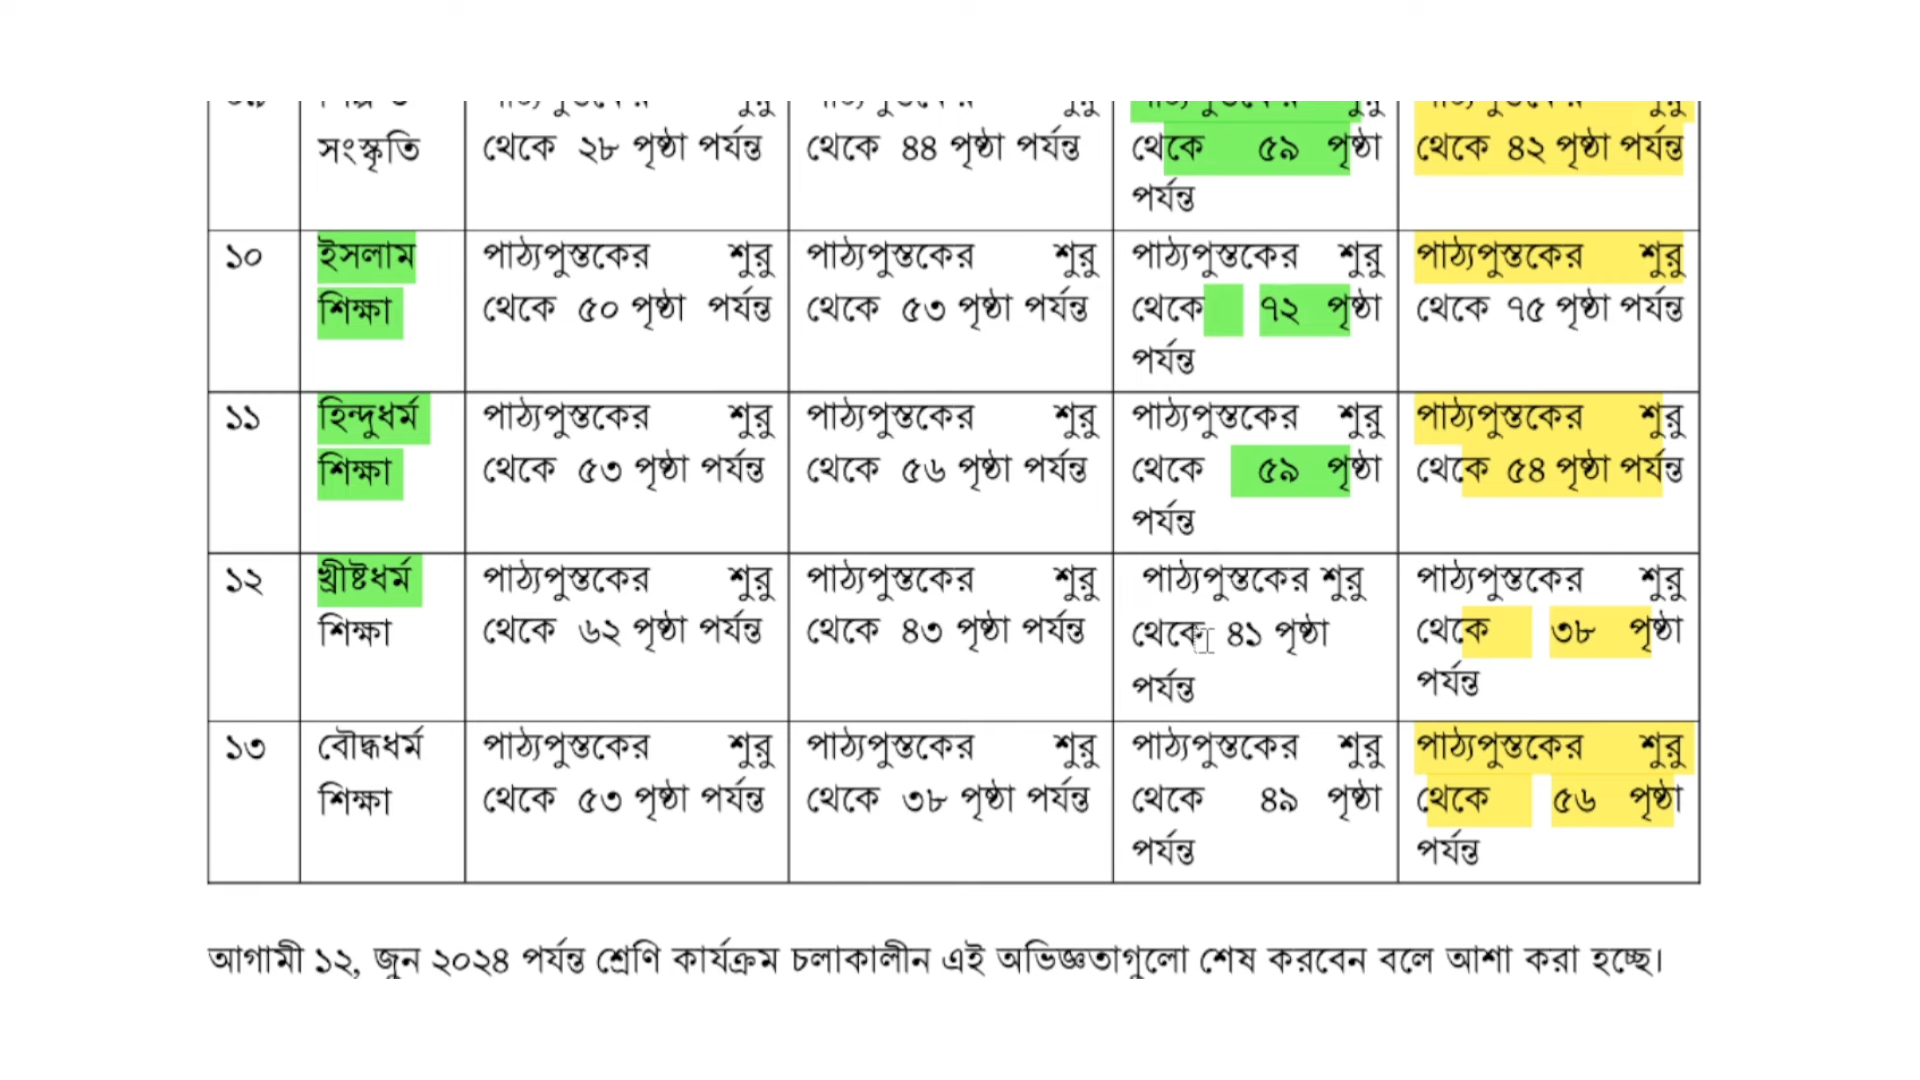 সংস্কৃতি
থেকে ২৮ পৃষ্ঠা পর্যন্ত
থেকে ৪৪ পৃষ্ঠা পর্যন্ত
থেকে ৫৯ পৃষ্ঠা
পর্যন্ত
থেকে ৪২ পৃষ্ঠা পর্যন্ত
১০
ইসলাম
শিক্ষা
পাঠ্যপুস্তকের শুরু
থেকে ৫০ পৃষ্ঠা পর্যন্ত
পাঠ্যপুস্তকের শুরু
থেকে ৫৩ পৃষ্ঠা পর্যন্ত
পাঠ্যপুস্তকের শুরু
থেকে ৭২ পৃষ্ঠা
পর্যন্ত
পাঠ্যপুস্তকের শুরু
থেকে ৭৫ পৃষ্ঠা পর্যন্ত
১১
হিন্দুধর্ম
শিক্ষা
পাঠ্যপুস্তকের শুরু
থেকে ৫৩ পৃষ্ঠা পর্যন্ত
পাঠ্যপুস্তকের শুরু
থেকে ৫৬ পৃষ্ঠা পর্যন্ত
পাঠ্যপুস্তকের শুরু
থেকে ৫৯ পৃষ্ঠা
পর্যন্ত
পাঠ্যপুস্তকের শুরু
থেকে ৫৪ পৃষ্ঠা পর্যন্ত
১২
খ্রীষ্টধর্ম
শিক্ষা
পাঠ্যপুস্তকের শুরু
থেকে ৬২ পৃষ্ঠা পর্যন্ত
পাঠ্যপুস্তকের শুরু
থেকে ৪৩ পৃষ্ঠা পর্যন্ত
পাঠ্যপুস্তকের শুরু
থেকে ৪১ পৃষ্ঠা
পর্যন্ত
পাঠ্যপুস্তকের শুরু
থেকে ৩৮ পৃষ্ঠা
পর্যন্ত
১৩
বৌদ্ধধর্ম
শিক্ষা
পাঠ্যপুস্তকের শুরু
থেকে ৫৩ পৃষ্ঠা পর্যন্ত
পাঠ্যপুস্তকের শুরু
থেকে ৩৮ পৃষ্ঠা পর্যন্ত
পাঠ্যপুস্তকের শুরু
থেকে ৪৯ পৃষ্ঠা
পর্যন্ত
পাঠ্যপুস্তকের শুরু
থেকে ৫৬ পৃষ্ঠা
পর্যন্ত
আগামী ১২, জুন ২০২৪ পর্যন্ত শ্রেণি কার্যক্রম চলাকালীন এই অভিজ্ঞতাগুলো শেষ করবেন বলে আশা করা হচ্ছে।